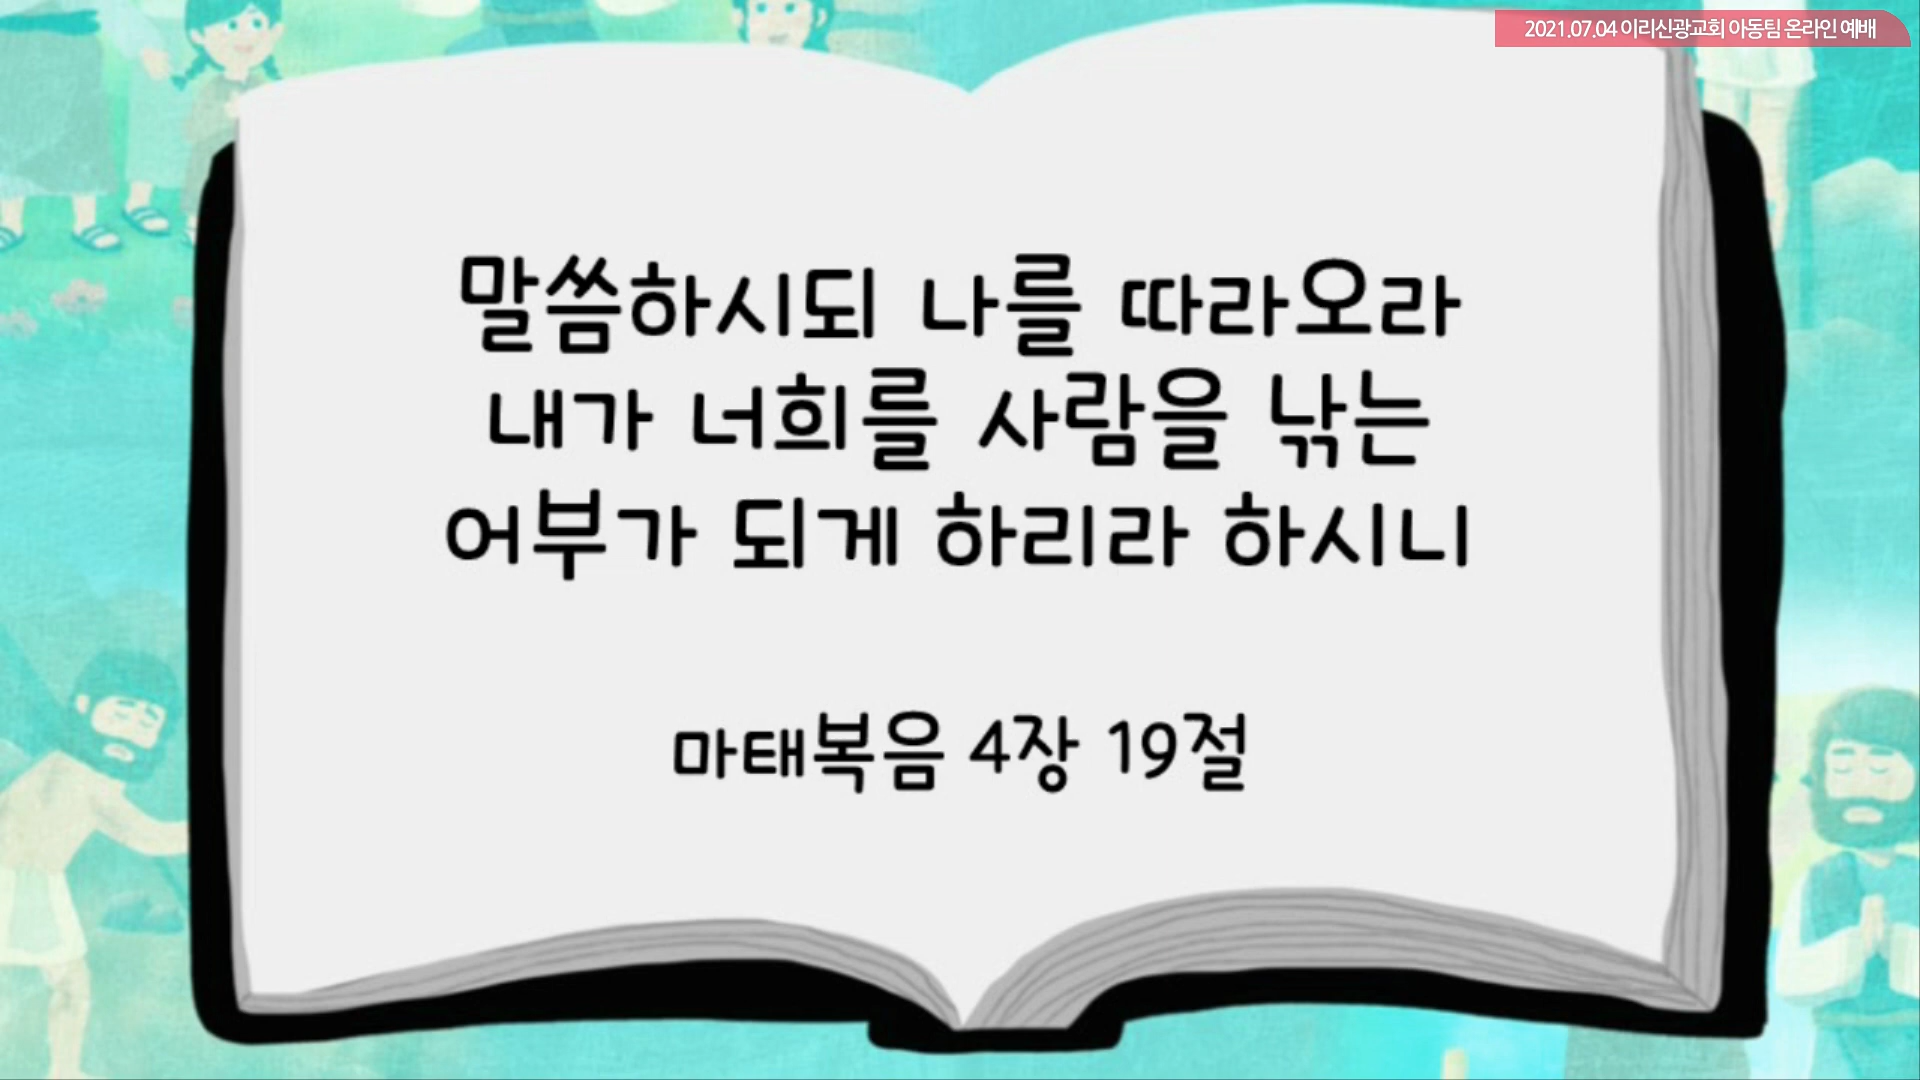 2021.07.04 이리신광교회 아동팀 온라인 예배
말씀하시되 나를 따라오라
내가 너희를 사람을 낚는
어부가 되게 하리라 하시니
마태복음 4장 19절